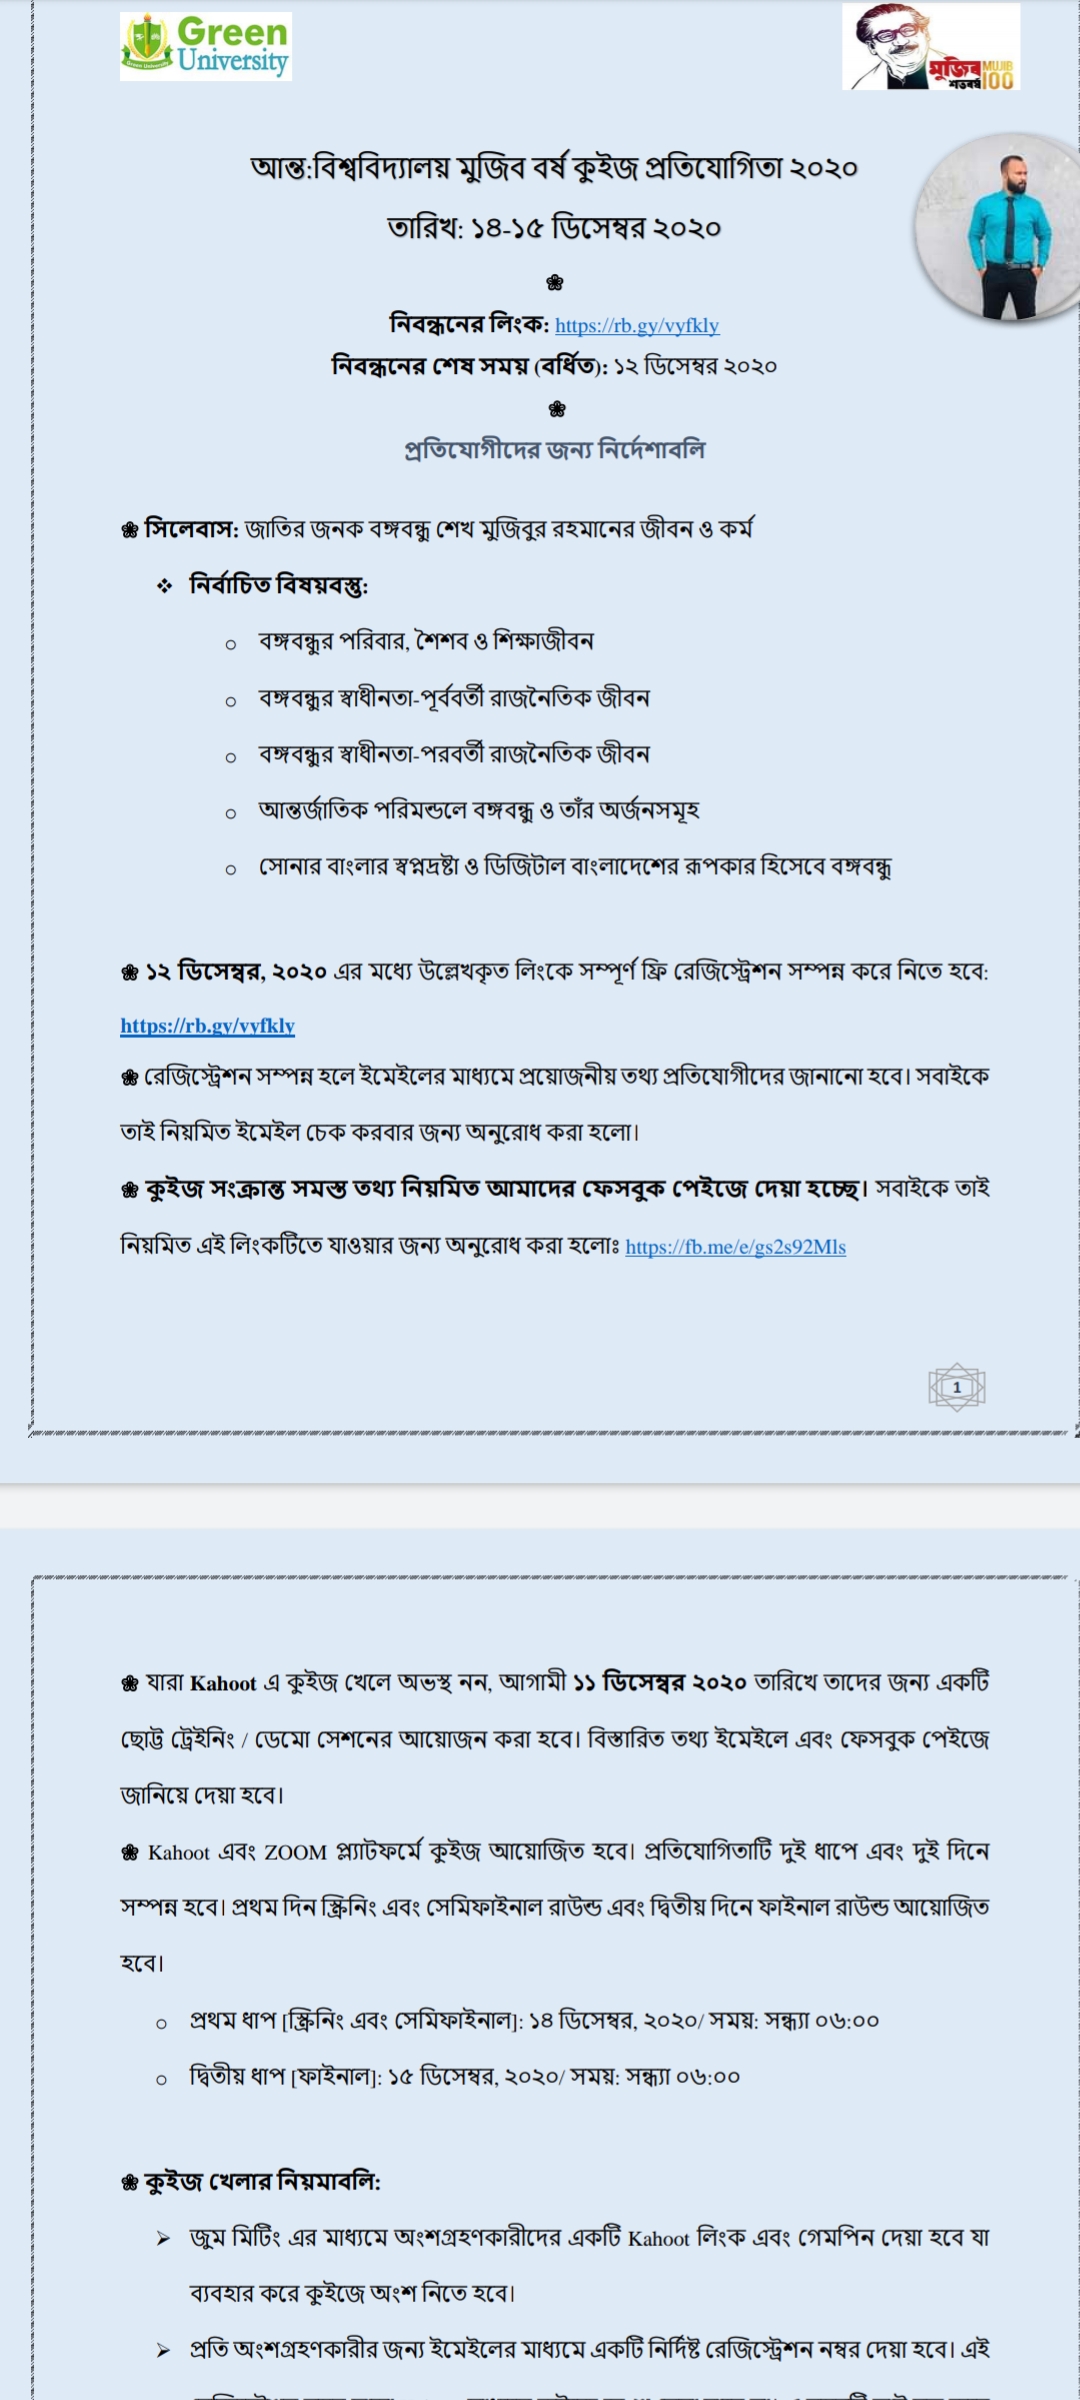 Green
University
Green University
মুজিব MUJIB
শতবর্ষ 100
আন্ত:বিশ্ববিদ্যালয় মুজিব বর্ষ কুইজ প্রতিযোগিতা ২০২০
তারিখ: ১৪-১৫ ডিসেম্বর ২০২০
নিবন্ধনের লিংক: https://rb.gy/vyfkly
নিবন্ধনের শেষ সময় (বর্ধিত): ১২ ডিসেম্বর ২০২০
প্রতিযোগীদের জন্য নির্দেশাবলি
❀ সিলেবাস: জাতির জনক বঙ্গবন্ধু শেখ মুজিবুর রহমানের জীবন ও কর্ম
❖ নির্বাচিত বিষয়বস্তু:
○ বঙ্গবন্ধুর পরিবার, শৈশব ও শিক্ষাজীবন
○ বঙ্গবন্ধুর স্বাধীনতা-পূর্ববর্তী রাজনৈতিক জীবন
○ বঙ্গবন্ধুর স্বাধীনতা-পরবর্তী রাজনৈতিক জীবন
○ আন্তর্জাতিক পরিমন্ডলে বঙ্গবন্ধু ও তাঁর অর্জনসমূহ
○ সোনার বাংলার স্বপ্নদ্রষ্টা ও ডিজিটাল বাংলাদেশের রূপকার হিসেবে বঙ্গবন্ধু
❀ ১২ ডিসেম্বর, ২০২০ এর মধ্যে উল্লেখকৃত লিংকে সম্পূর্ণ ফ্রি রেজিস্ট্রেশন সম্পন্ন করে নিতে হবে:
https://rb.gy/vyfkly
❀ রেজিস্ট্রেশন সম্পন্ন হলে ইমেইলের মাধ্যমে প্রয়োজনীয় তথ্য প্রতিযোগীদের জানানো হবে। সবাইকে
তাই নিয়মিত ইমেইল চেক করবার জন্য অনুরোধ করা হলো।
❀ কুইজ সংক্রান্ত সমস্ত তথ্য নিয়মিত আমাদের ফেসবুক পেইজে দেয়া হচ্ছে। সবাইকে তাই
নিয়মিত এই লিংকটিতে যাওয়ার জন্য অনুরোধ করা হলোঃ https://fb.me/e/gs2s92Mls
1
❀ যারা Kahoot এ কুইজ খেলে অভস্থ নন, আগামী ১১ ডিসেম্বর ২০২০ তারিখে তাদের জন্য একটি
ছোট্ট ট্রেইনিং / ডেমো সেশনের আয়োজন করা হবে। বিস্তারিত তথ্য ইমেইলে এবং ফেসবুক পেইজে
জানিয়ে দেয়া হবে।
❀ Kahoot এবং ZOOM প্ল্যাটফর্মে কুইজ আয়োজিত হবে। প্রতিযোগিতাটি দুই ধাপে এবং দুই দিনে
সম্পন্ন হবে। প্রথম দিন স্ক্রিনিং এবং সেমিফাইনাল রাউন্ড এবং দ্বিতীয় দিনে ফাইনাল রাউন্ড আয়োজিত
হবে।
○ প্রথম ধাপ [স্ক্রিনিং এবং সেমিফাইনাল]: ১৪ ডিসেম্বর, ২০২০/ সময়: সন্ধ্যা ০৬:০০
○ দ্বিতীয় ধাপ [ফাইনাল]: ১৫ ডিসেম্বর, ২০২০/ সময়: সন্ধ্যা ০৬:০০
❀ কুইজ খেলার নিয়মাবলি:
➢ জুম মিটিং এর মাধ্যমে অংশগ্রহণকারীদের একটি Kahoot লিংক এবং গেমপিন দেয়া হবে যা
ব্যবহার করে কুইজে অংশ নিতে হবে।
➢ প্রতি অংশগ্রহণকারীর জন্য ইমেইলের মাধ্যমে একটি নির্দিষ্ট রেজিস্ট্রেশন নম্বর দেয়া হবে। এই